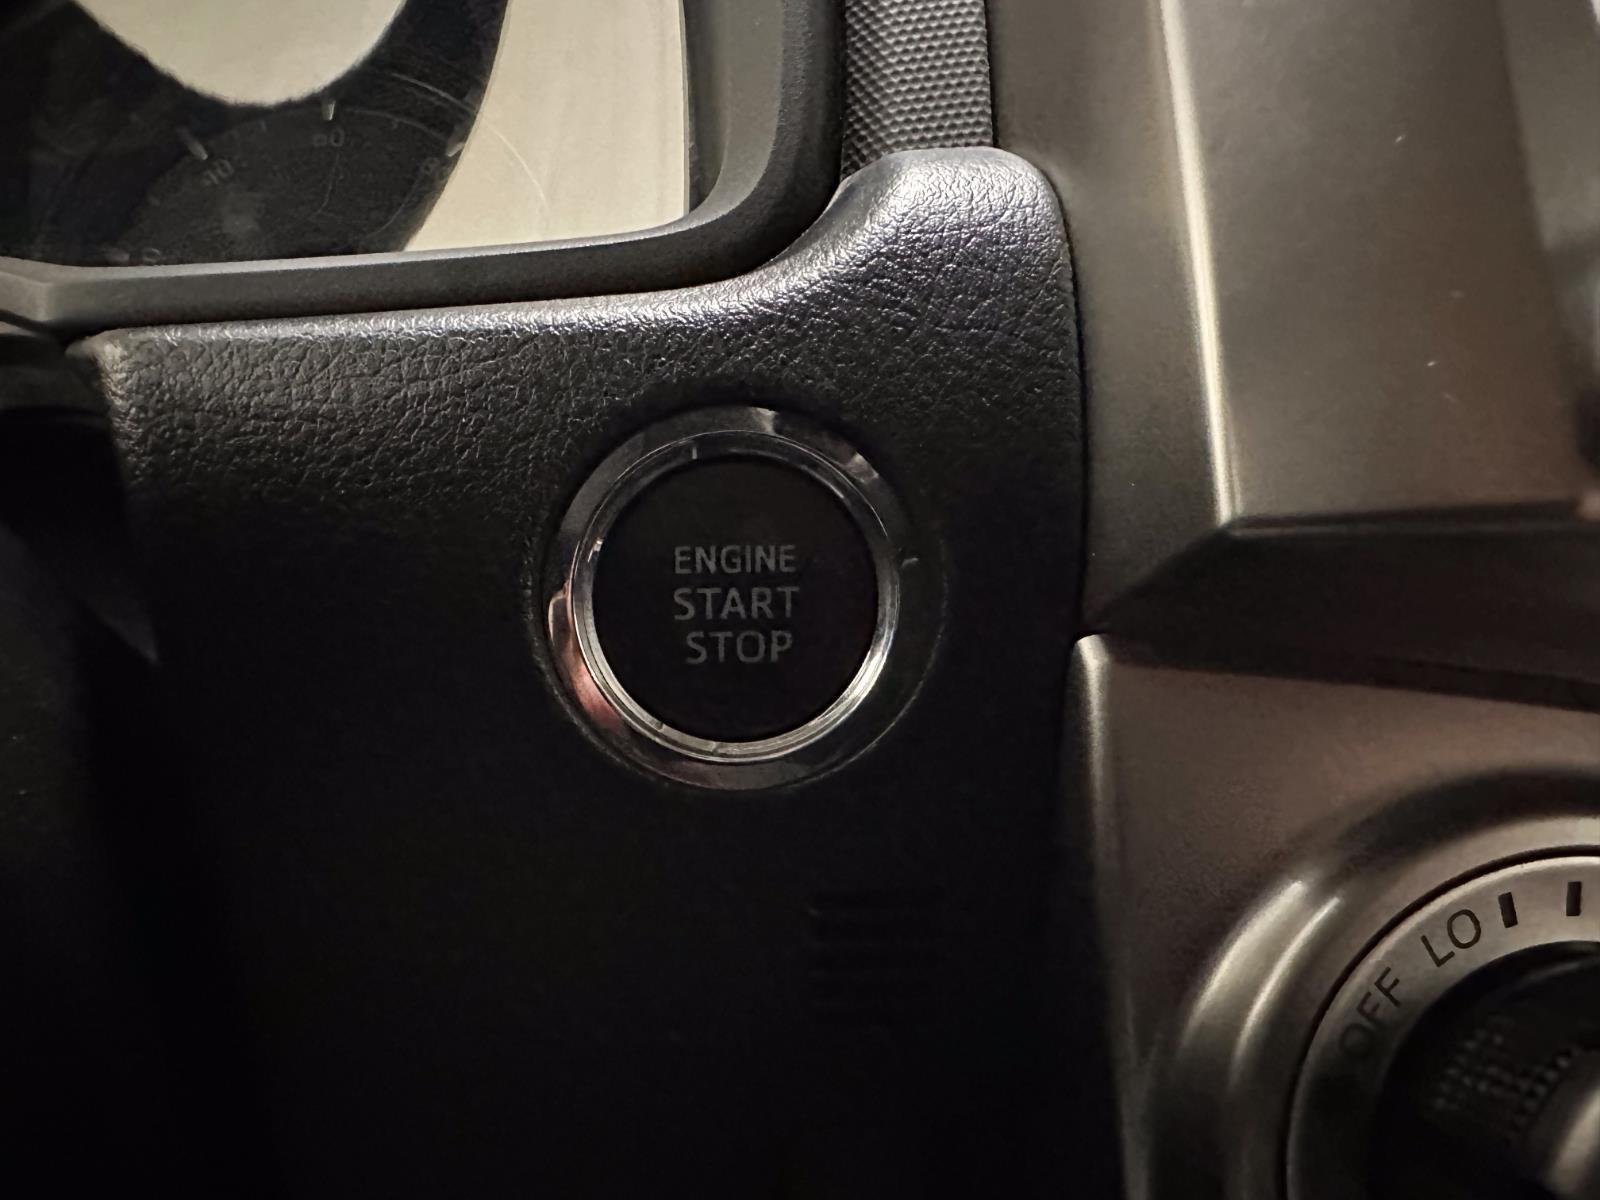 ENGINE
START
STOP
LO
OFF